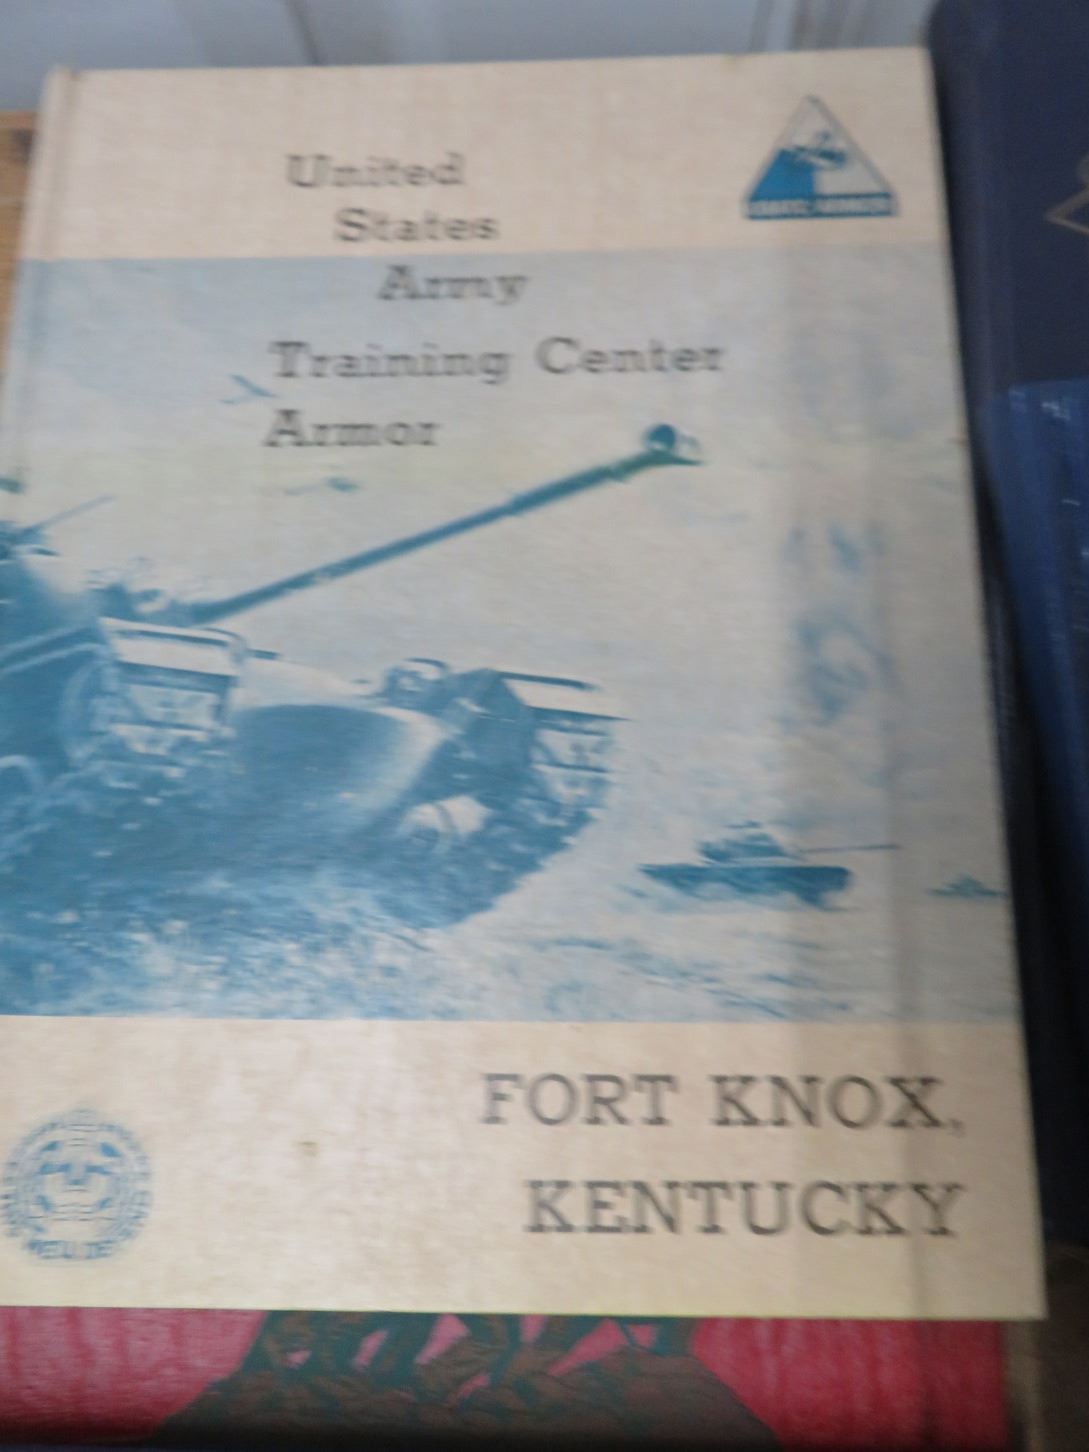 United
States
Army
Training Center
Armor
FORT KNOX,
KENTUCKY